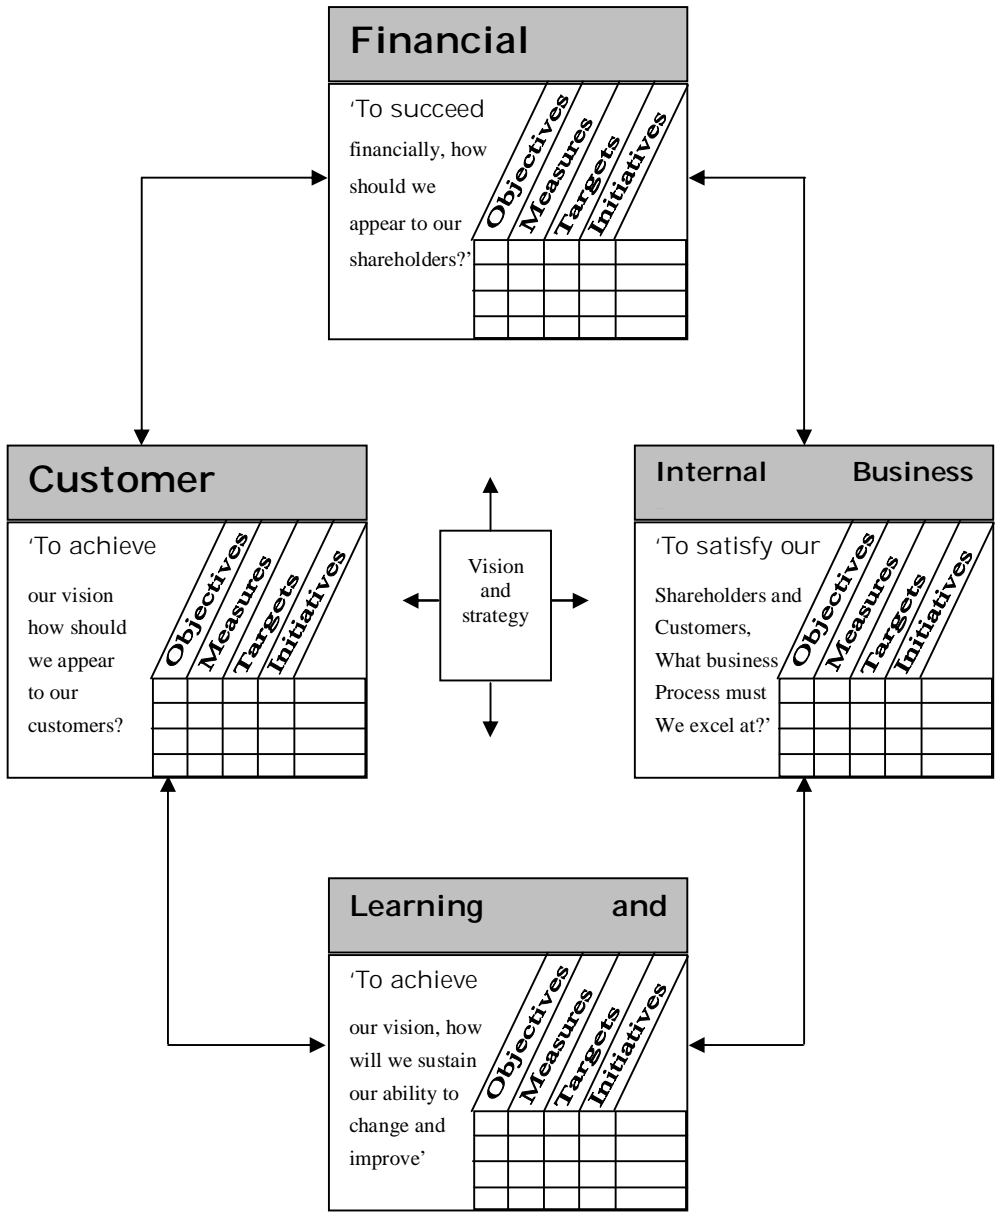 Financial
‘To succeed
financially, how
should we
appear to our
shareholders?’
Objectives
Measures
Targets
Initiatives
Customer
‘To achieve
our vision
how should
we appear
to our
customers?
Objectives
Measures
Targets
Initiatives
Vision
and
strategy
Internal Business
‘To satisfy our
Shareholders and
Customers,
What business
Process must
We excel at?’
Objectives
Measures
Targets
Initiatives
Learning and
‘To achieve
our vision, how
will we sustain
our ability to
change and
improve’
Objectives
Measures
Targets
Initiatives